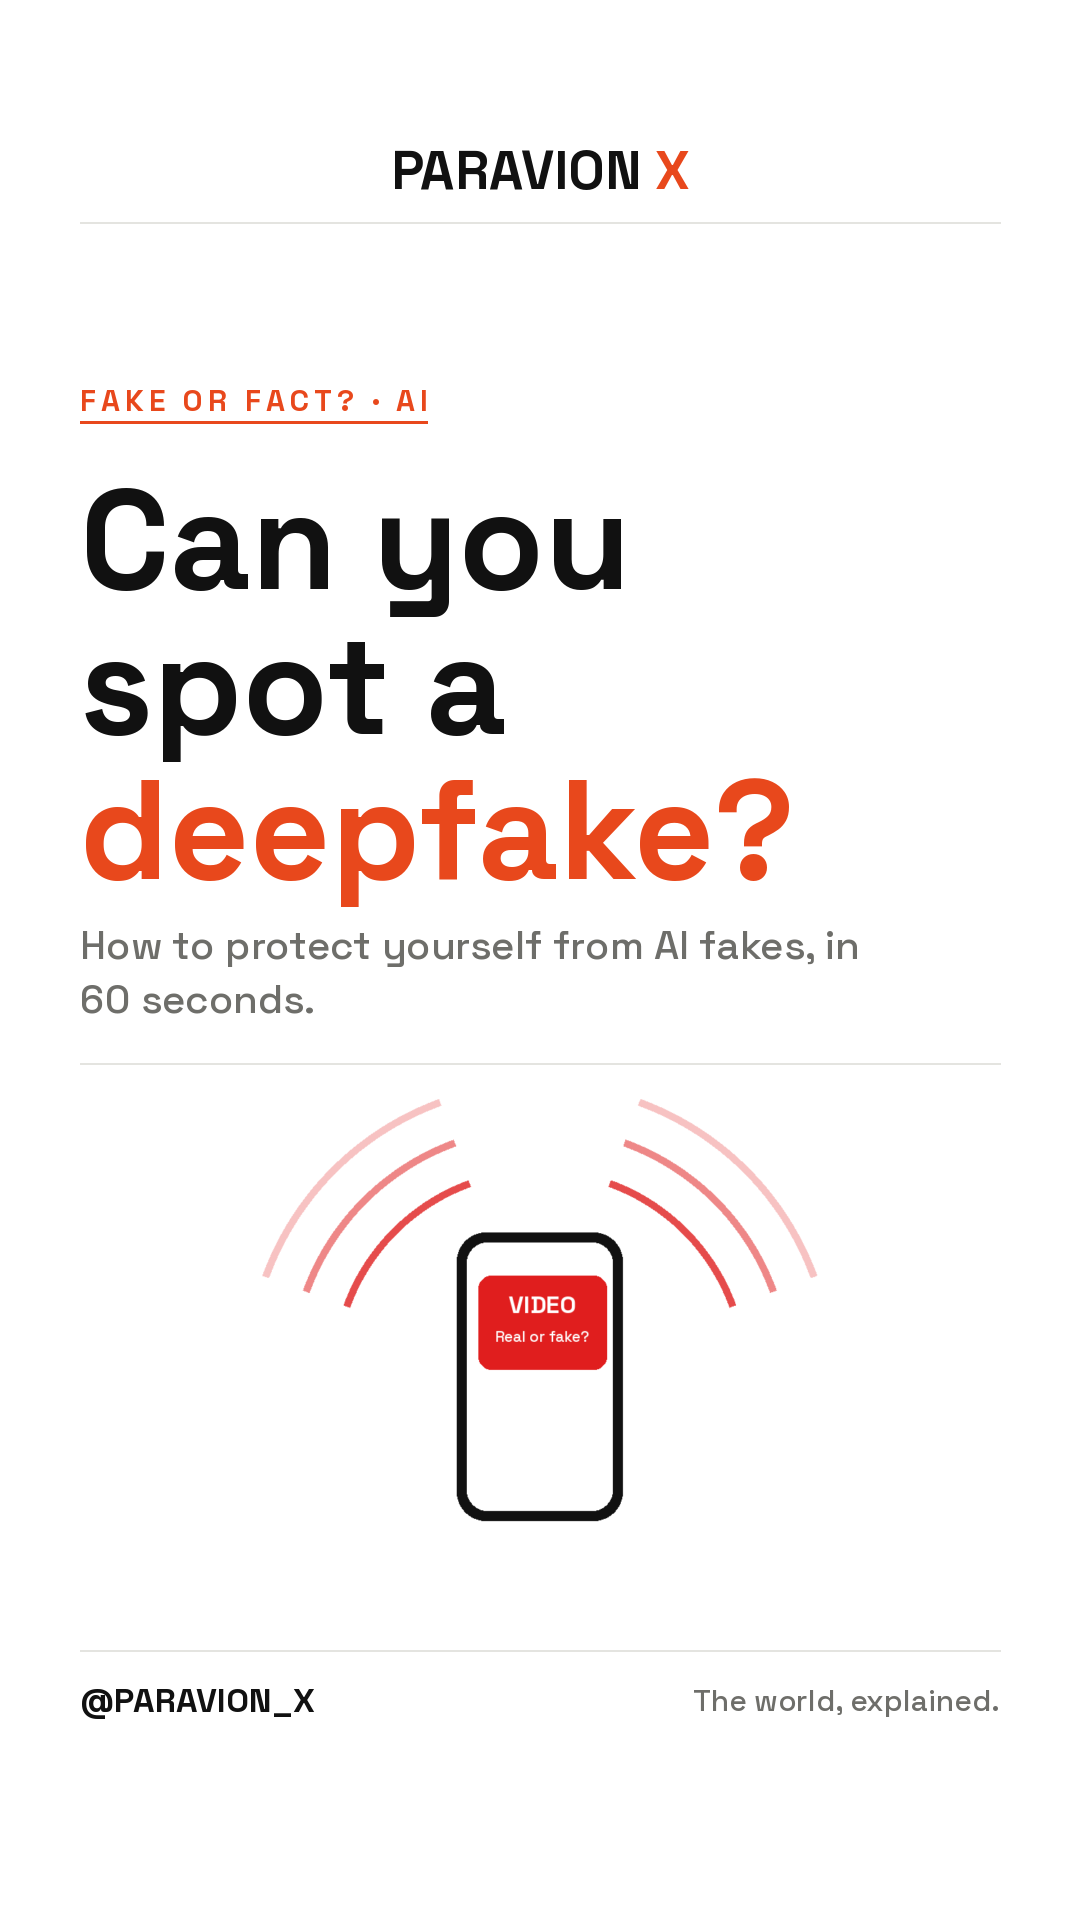 PARAVION X
FAKE OR FACT? · AI
Can you
spot a
deepfake?
How to protect yourself from AI fakes, in
60 seconds.
VIDEO
Real or fake?
@PARAVION_X
The world, explained.